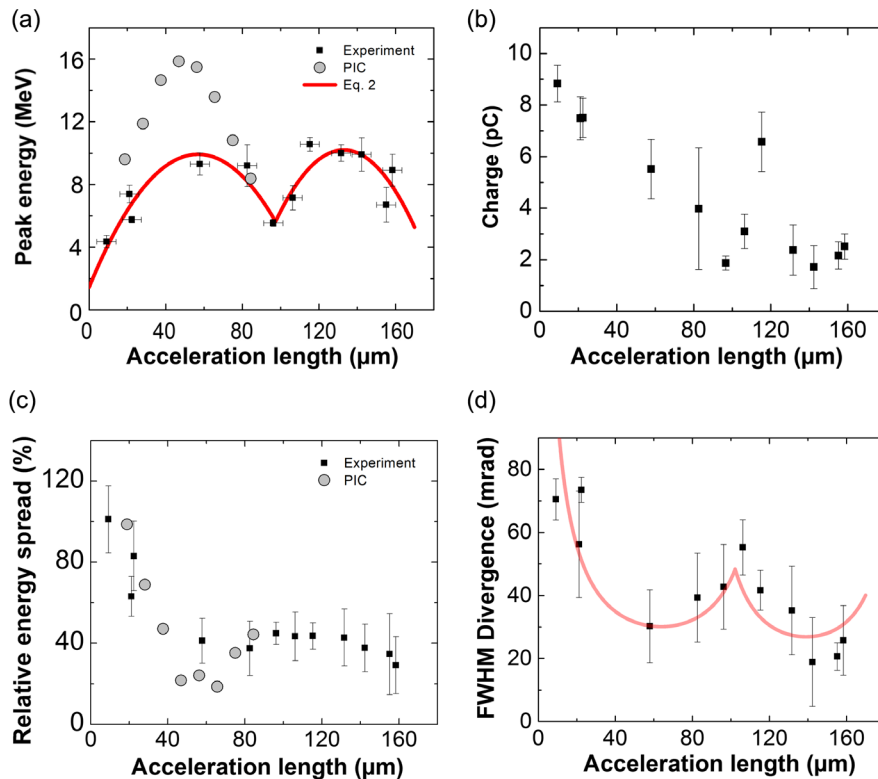 (a)
Peak energy (MeV)
16
12
8
4
0
0 40 80 120 160
Acceleration length (µm)
Experiment
PIC
Eq. 2
(b)
Charge (pC)
10
8
6
4
2
0
0 40 80 120 160
Acceleration length (µm)
(c)
Relative energy spread (%)
120
80
40
0
0 40 80 120 160
Acceleration length (µm)
Experiment
PIC
(d)
FWHM Divergence (mrad)
80
60
40
20
0
0 40 80 120 160
Acceleration length (µm)